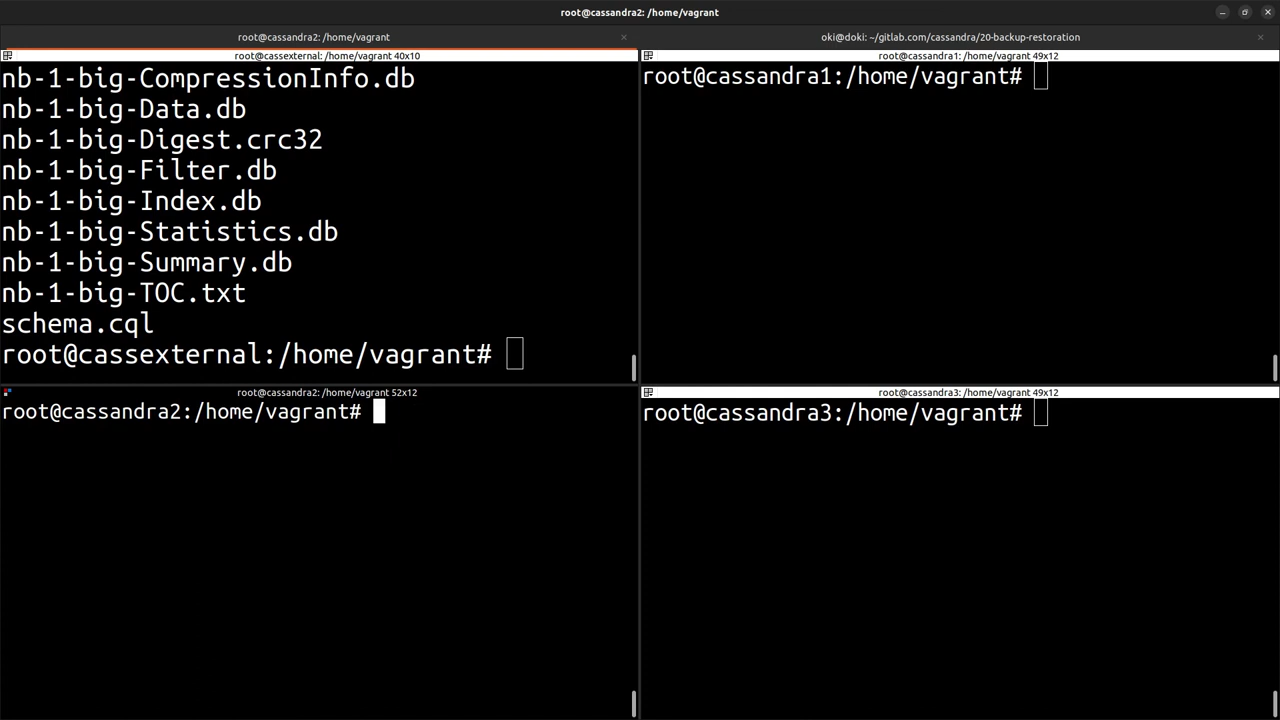 root@cassandra2: /home/vagrant
root@cassandra2: /home/vagrant
oki@doki: ~/gitlab.com/cassandra/20-backup-restoration
root@cassexternal: /home/vagrant 40x10
nb-1-big-CompressionInfo.db
nb-1-big-Data.db
nb-1-big-Digest.crc32
nb-1-big-Filter.db
nb-1-big-Index.db
nb-1-big-Statistics.db
nb-1-big-Summary.db
nb-1-big-TOC.txt
schema.cql
root@cassexternal:/home/vagrant#
root@cassandra1: /home/vagrant 49x12
root@cassandra1:/home/vagrant#
root@cassandra2: /home/vagrant 52x12
root@cassandra2:/home/vagrant#
root@cassandra3: /home/vagrant 49x12
root@cassandra3:/home/vagrant#